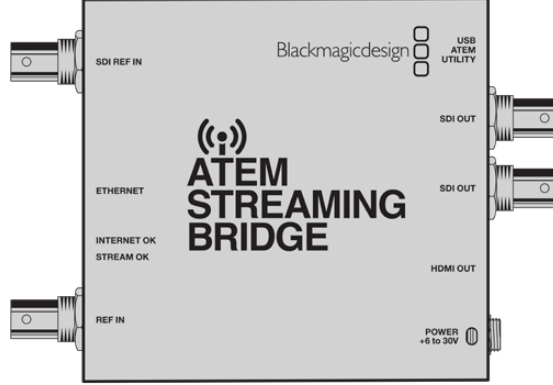 SDI REF IN
Blackmagicdesign
USB
ATEM
UTILITY
SDI OUT
ATEM
STREAMING
BRIDGE
ETHERNET
SDI OUT
INTERNET OK
STREAM OK
HDMI OUT
REF IN
POWER
+6 to 30V